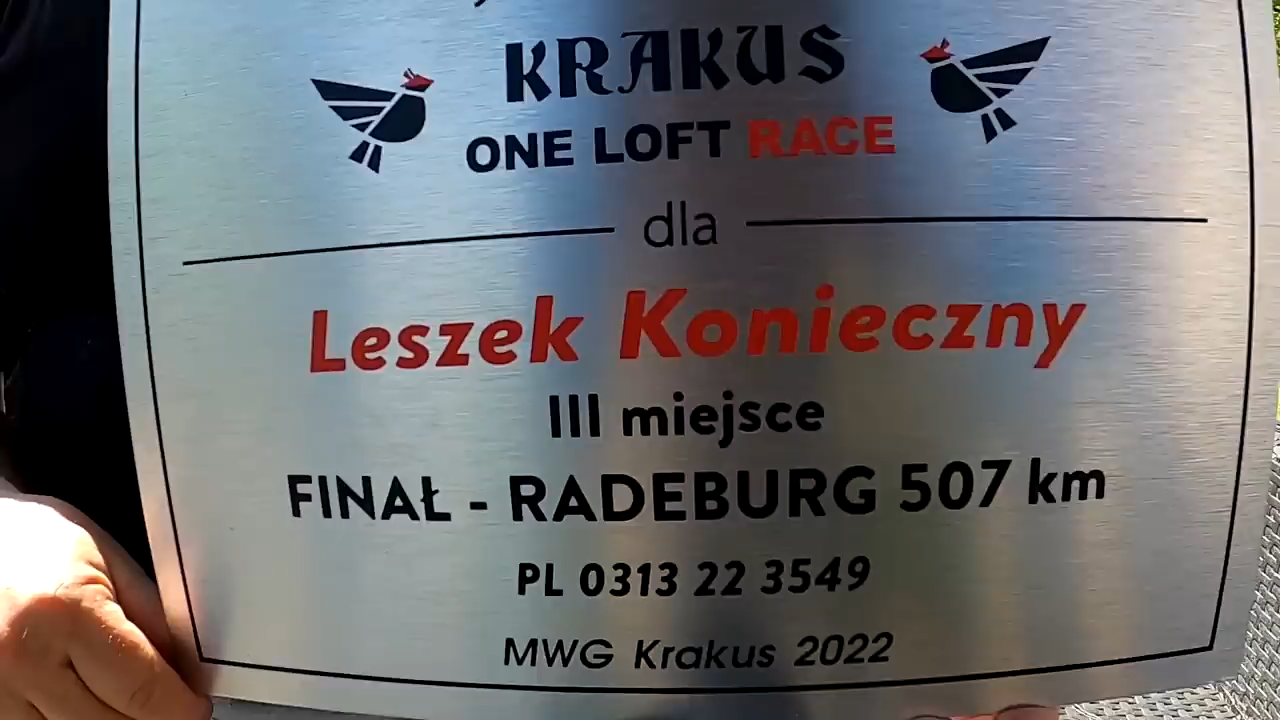 KRAKUS
ONE LOFT RACE
dla
Leszek Konieczny
III miejsce
FINAŁ - RADEBURG 507 km
PL 0313 22 3549
MWG Krakus 2022